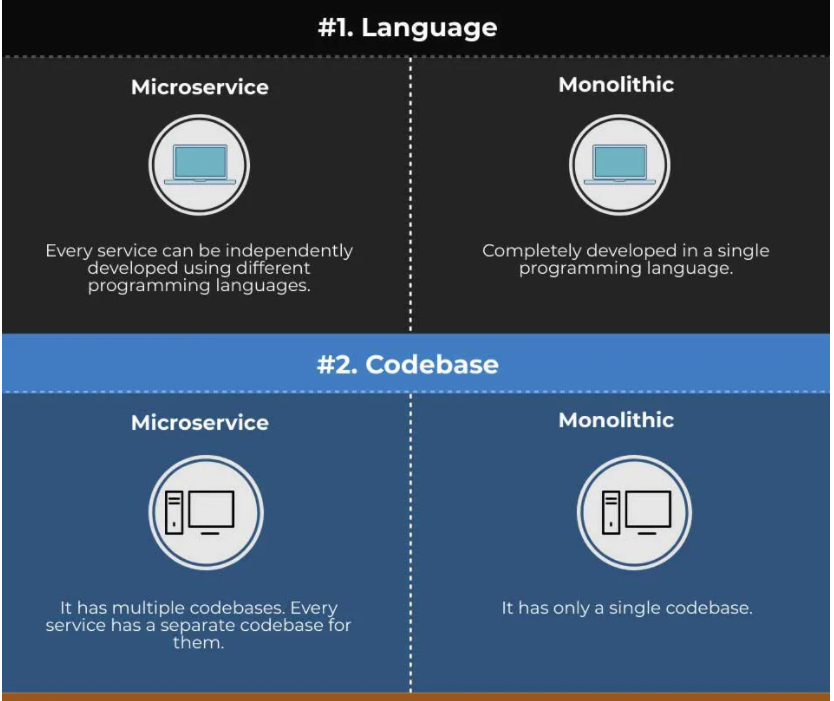 #1. Language
Microservice
Every service can be independently
developed using different
programming languages.
Monolithic
Completely developed in a single
programming language.
#2. Codebase
Microservice
It has multiple codebases. Every
service has a separate codebase for
them.
Monolithic
It has only a single codebase.